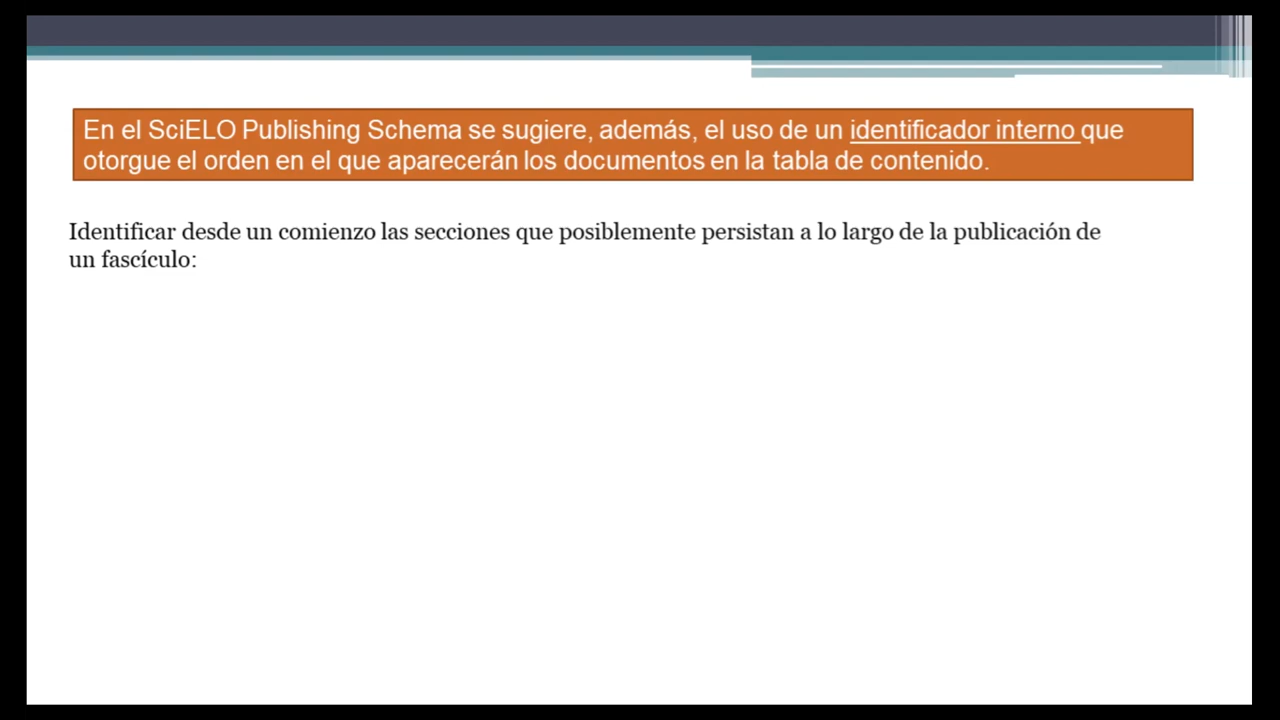 En el SciELO Publishing Schema se sugiere, además, el uso de un identificador interno que
otorgue el orden en el que aparecerán los documentos en la tabla de contenido.
Identificar desde un comienzo las secciones que posiblemente persistan a lo largo de la publicación de
un fascículo: